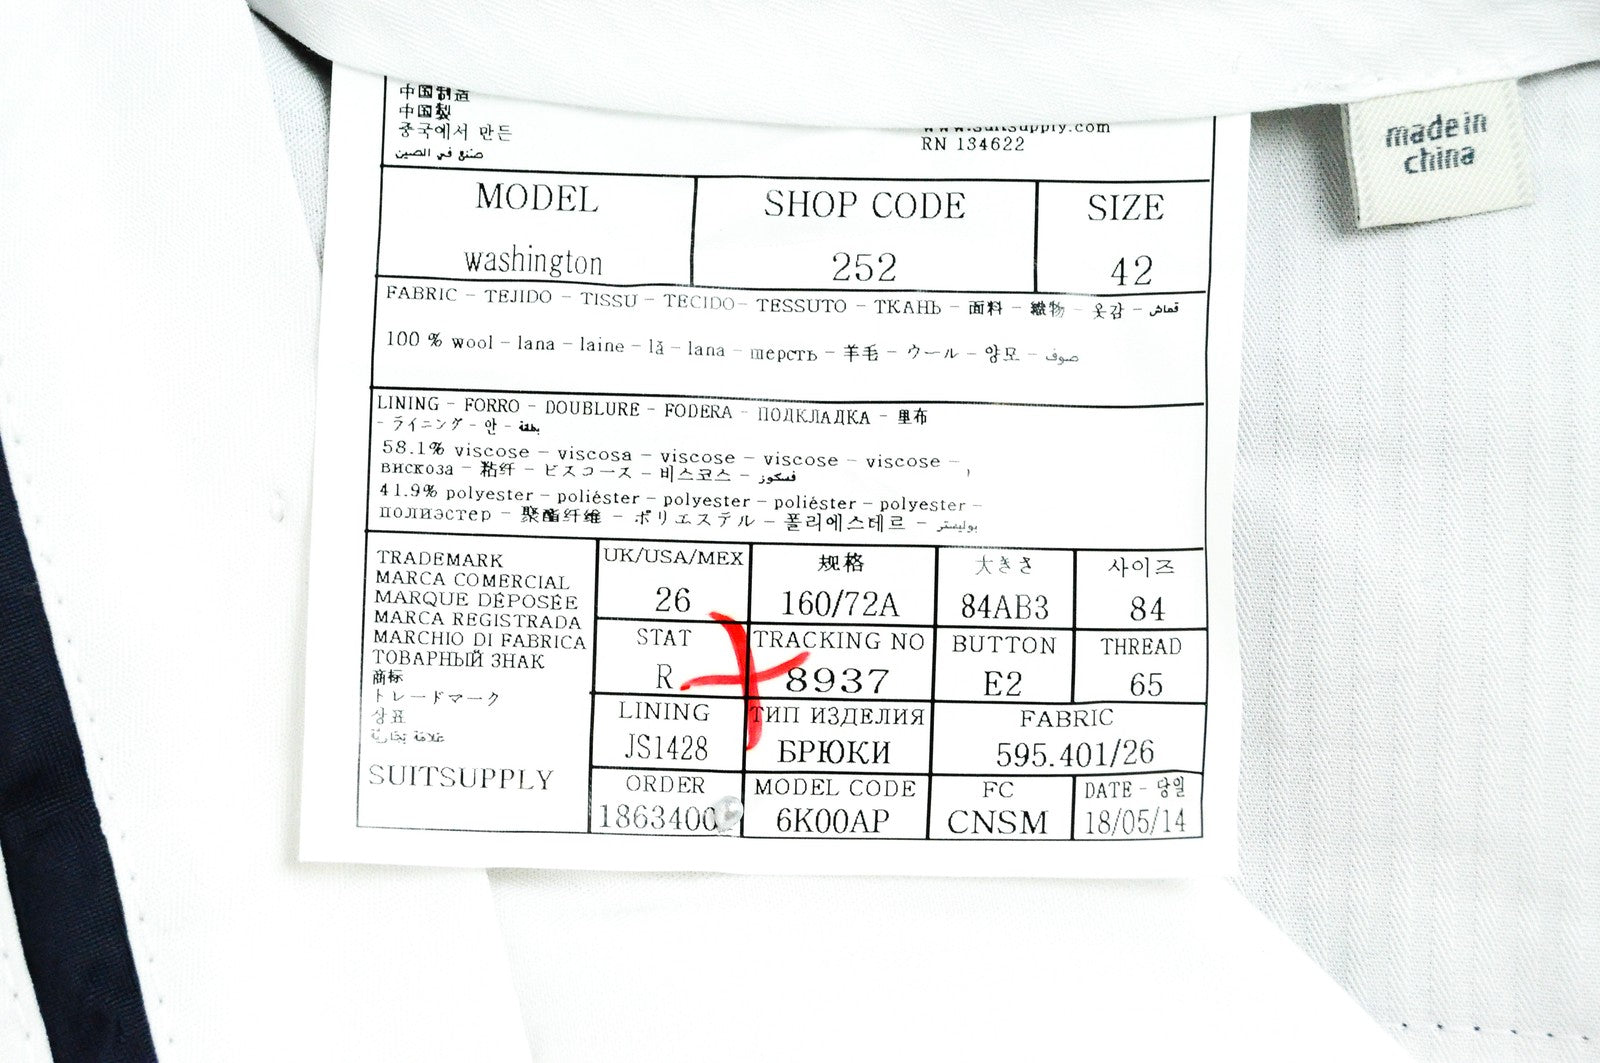 中国制造
中国製
중국에서 만든
صنع في الصين
www.suitsupply.com
RN 134622
made in
china
MODEL
washington
SHOP CODE
252
SIZE
42
FABRIC - TEJIDO - TISSU - TECIDO - TESSUTO - ТКАНЬ - 面料 - 織物 - 옷감 - قماش
100 % wool - lana - laine - lã - lana - шерсть - 羊毛 - ウール - 양모 - صوف
LINING - FORRO - DOUBLURE - FODERA - ПОДКЛАДКА - 里布
- ライニング - 안 - بطانة
58.1% viscose - viscosa - viscose - viscose - viscose -
вискоза - 粘纤 - ビスコース - 비스코스 - فسكوز
41.9% polyester - poliéster - polyester - poliéster - polyester -
полиэстер - 聚酯纤维 - ポリエステル - 폴리에스테르 - بوليستر
TRADEMARK
MARCA COMERCIAL
MARQUE DÉPOSÉE
MARCA REGISTRADA
MARCHIO DI FABRICA
ТОВАРНЫЙ ЗНАК
商标
トレードマーク
상표
علامة تجارية
SUITSUPPLY
UK/USA/MEX
26
规格
160/72A
大きさ
84AB3
사이즈
84
STAT
R
TRACKING NO
8937
BUTTON
E2
THREAD
65
LINING
JS1428
ТИП ИЗДЕЛИЯ
БРЮКИ
FABRIC
595.401/26
ORDER
1863400
MODEL CODE
6K00AP
FC
CNSM
DATE - 당일
18/05/14